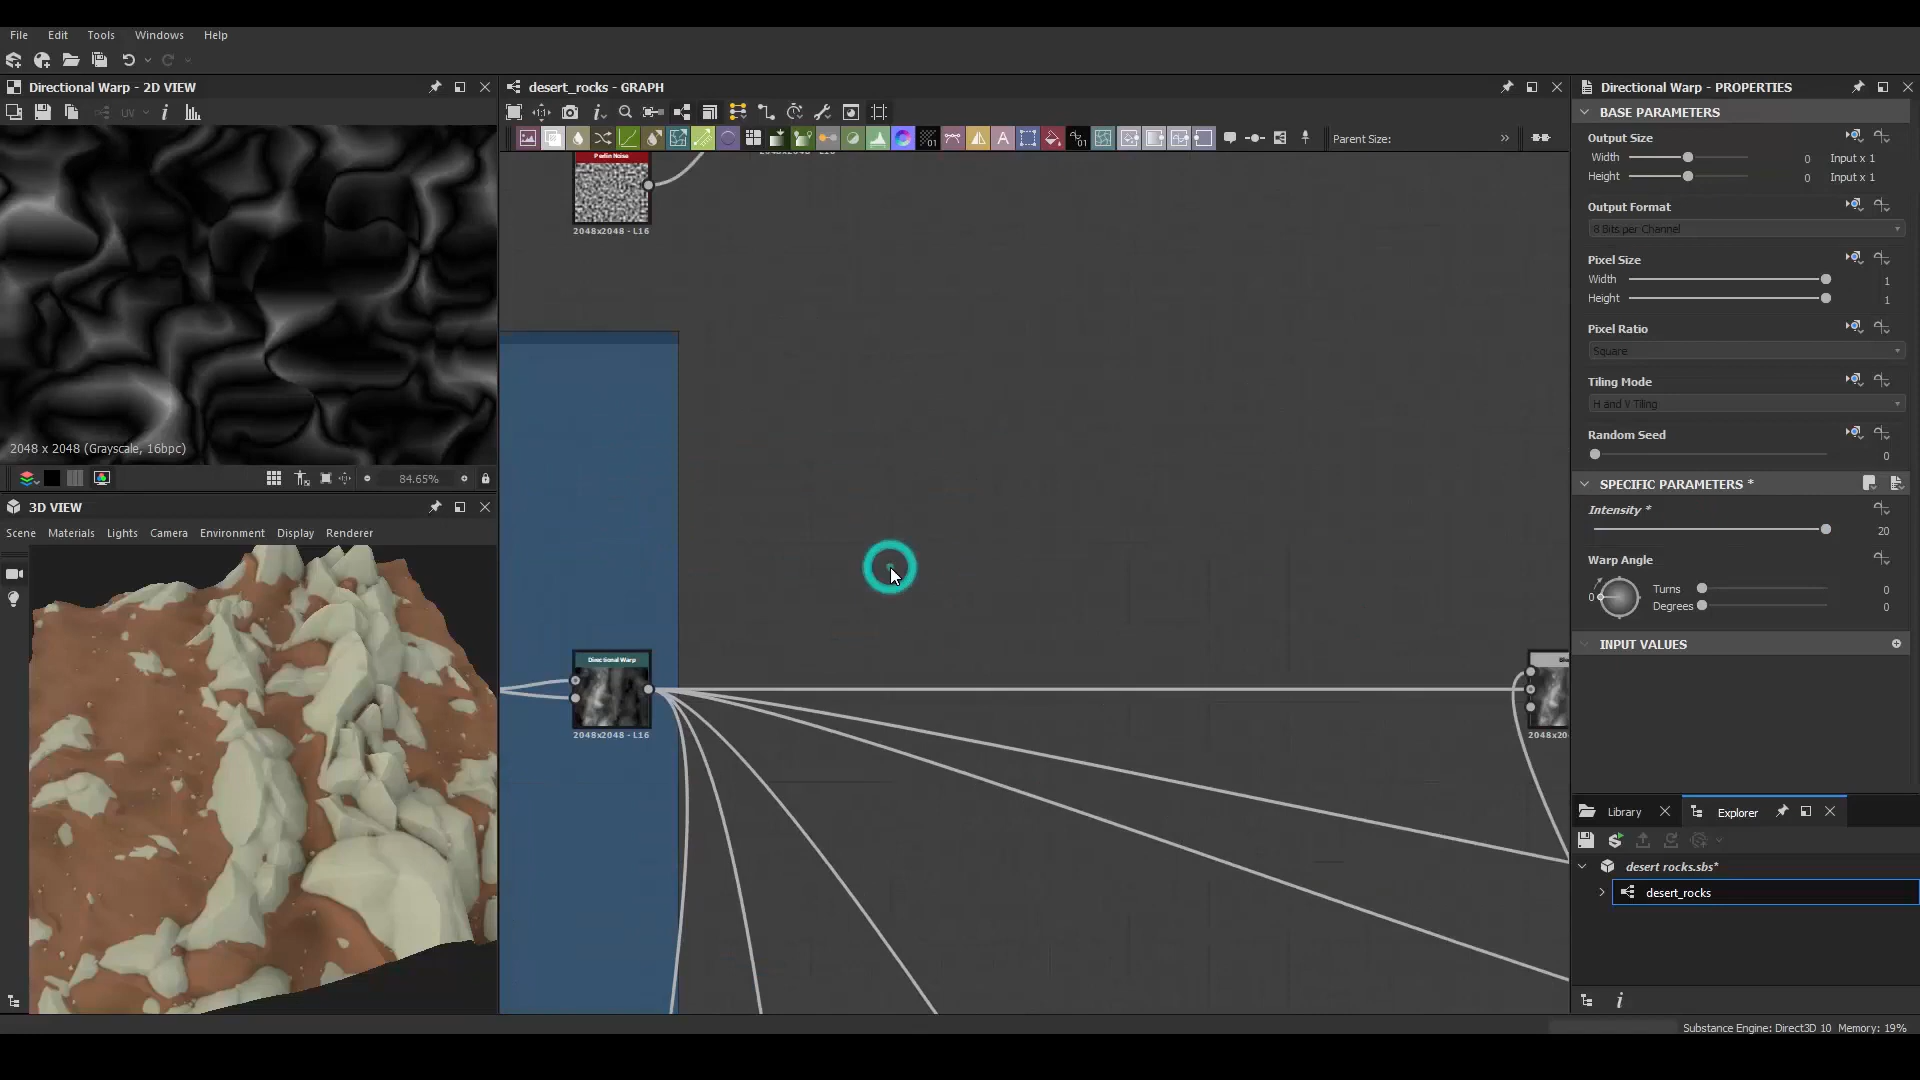 File Edit Tools Windows Help
Directional Warp - 2D VIEW
UV
2048 x 2048 (Grayscale, 16bpc)
84.65%
3D VIEW
Scene Materials Lights Camera Environment Display Renderer
desert_rocks - GRAPH
Parent Size:
Perlin Noise
2048x2048 - L16
Directional Warp
2048x2048 - L16
Directional Warp - PROPERTIES
BASE PARAMETERS
Output Size
Width 0 Input x 1
Height 0 Input x 1
Output Format
8 Bits per Channel
Pixel Size
Width 1
Height 1
Pixel Ratio
Square
Tiling Mode
H and V Tiling
Random Seed
0
SPECIFIC PARAMETERS *
Intensity *
20
Warp Angle
0 Turns 0
Degrees 0
INPUT VALUES
Library Explorer
desert rocks.sbs*
desert_rocks
Substance Engine: Direct3D 10 Memory: 19%